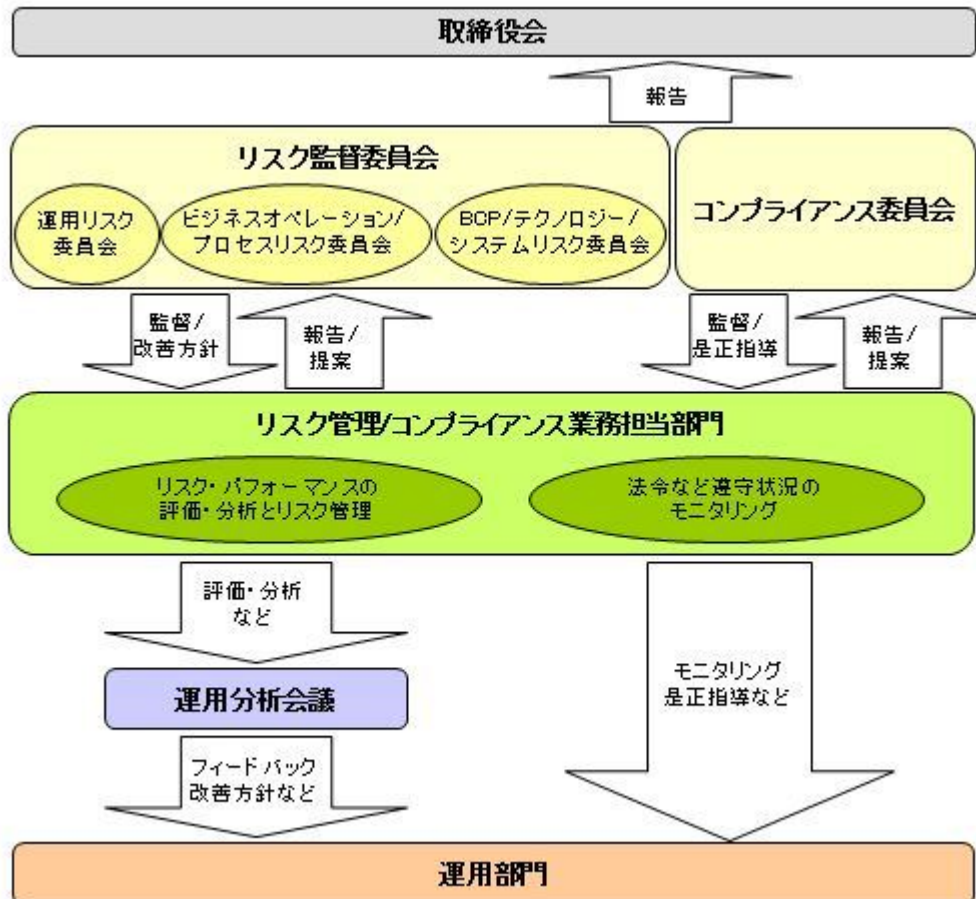 取締役会
報告
リスク監督委員会
運用リスク
委員会
ビジネスオペレーション/
プロセスリスク委員会
BCP/テクノロジー/
システムリスク委員会
コンプライアンス委員会
監督/
改善方針
報告/
提案
監督/
是正指導
報告/
提案
リスク管理/コンプライアンス業務担当部門
リスク・パフォーマンスの
評価・分析とリスク管理
法令など遵守状況の
モニタリング
評価・分析
など
運用分析会議
フィードバック
改善方針など
モニタリング
是正指導など
運用部門